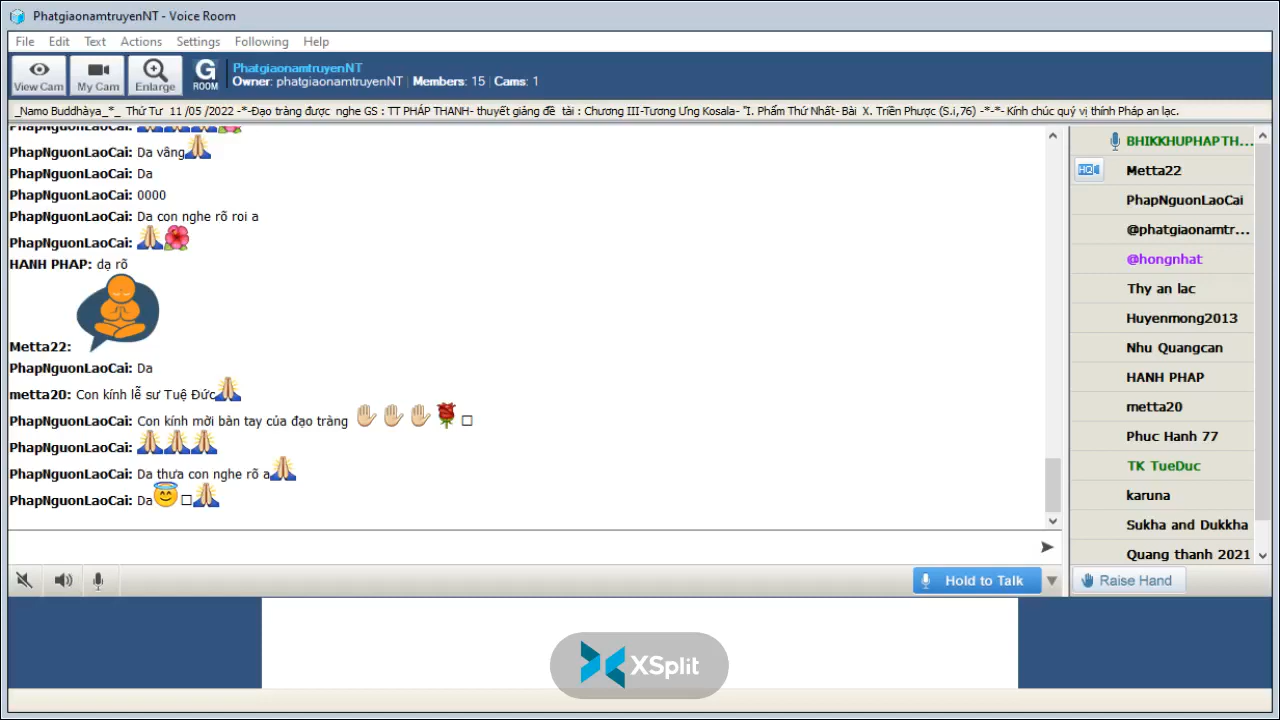 PhatgiaonamtruyenNT - Voice Room
File Edit Text Actions Settings Following Help
View Cam My Cam Enlarge
G ROOM
PhatgiaonamtruyenNT
Owner: phatgiaonamtruyenNT | Members: 15 | Cams: 1
_Namo Buddhàya_*_ Thứ Tư 11 /05 /2022 -*-Đạo tràng được nghe GS : TT PHÁP THANH- thuyết giảng đề tài : Chương III-Tương Ưng Kosala- "I. Phẩm Thứ Nhất- Bài X. Triền Phược (S.i,76) -*-*- Kính chúc quý vị thính Pháp an lạc.
PhapNguonLaoCai:
PhapNguonLaoCai: Da vâng
PhapNguonLaoCai: Da
PhapNguonLaoCai: 0000
PhapNguonLaoCai: Da con nghe rõ roi a
PhapNguonLaoCai:
HANH PHAP: dạ rõ
Metta22:
PhapNguonLaoCai: Da
metta20: Con kính lễ sư Tuệ Đức
PhapNguonLaoCai: Con kính mời bàn tay của đạo tràng
PhapNguonLaoCai:
PhapNguonLaoCai: Da thưa con nghe rõ a
PhapNguonLaoCai: Da
BHIKKHUPHAPTH...
HQ
Metta22
PhapNguonLaoCai
@phatgiaonamtr...
@hongnhat
Thy an lac
Huyenmong2013
Nhu Quangcan
HANH PHAP
metta20
Phuc Hanh 77
TK TueDuc
karuna
Sukha and Dukkha
Quang thanh 2021
Hold to Talk
Raise Hand
XSplit